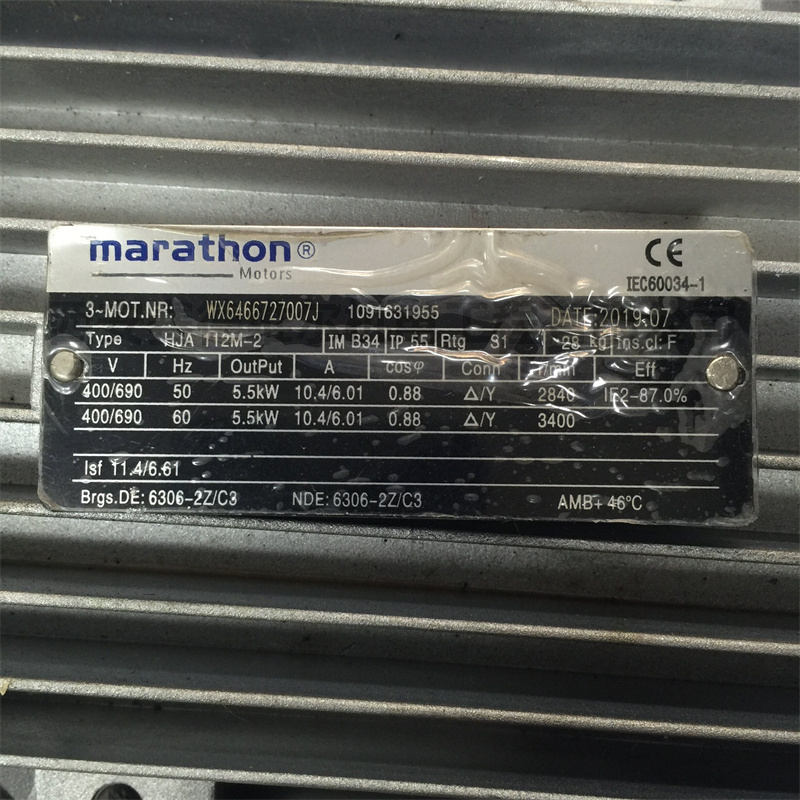 marathon®
Motors
CE
IEC60034-1
3~MOT.NR: WX6466727007J 1091631955 DATE:2019.07
Type HJA 112M-2 IM B34 IP 55 Rtg S1 28 kg ins.cl: F
V Hz OutPut A cosφ Conn r/min Eff
400/690 50 5.5kW 10.4/6.01 0.88 Δ/Y 2840 IE2-87.0%
400/690 60 5.5kW 10.4/6.01 0.88 Δ/Y 3400
Isf 11.4/6.61
Brgs.DE: 6306-2Z/C3 NDE: 6306-2Z/C3 AMB+ 46°C